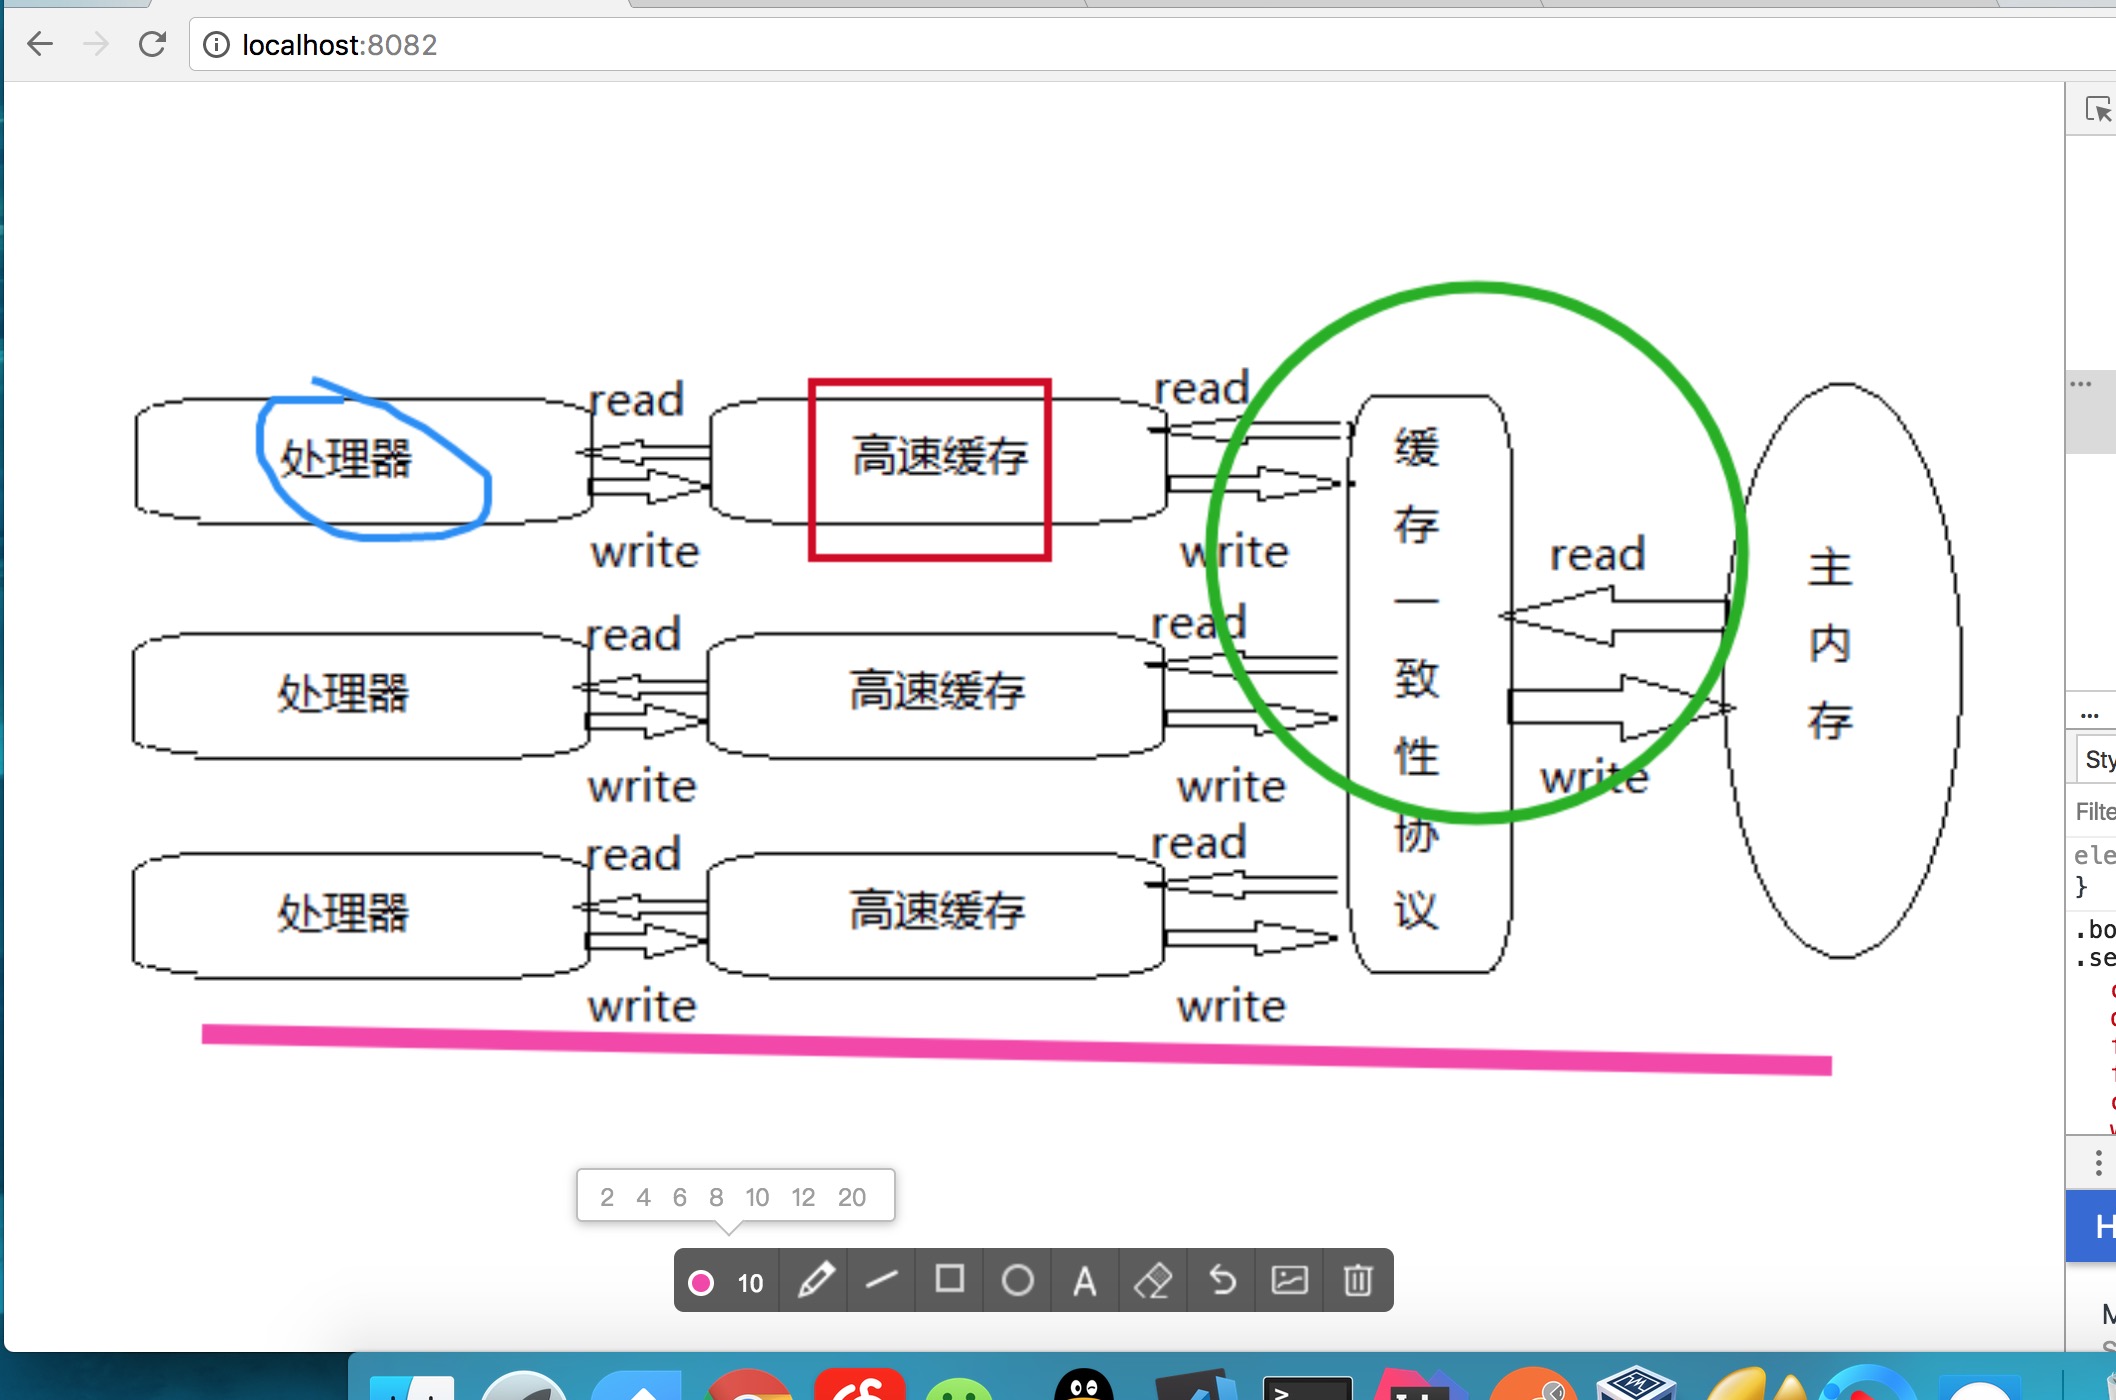 localhost:8082
read
read
处理器
高速缓存
write
write
read
read
处理器
高速缓存
write
write
read
read
处理器
高速缓存
write
write
缓
存
一
致
性
协
议
read
write
主
内
存
2 4 6 8 10 12 20
10
A
...
Sty
Filte
ele
}
.bo
.se
H
M